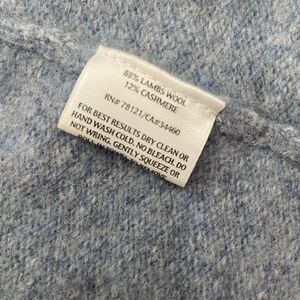 88% LAMBS WOOL
12% CASHMERE
RN# 78121/CA#34460
FOR BEST RESULTS DRY CLEAN OR
HAND WASH COLD. NO BLEACH. DO
NOT WRING. GENTLY SQUEEZE OR